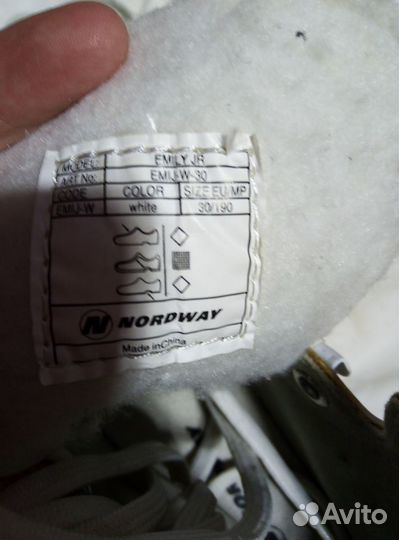 MODEL: EMILY JR
ART No: EMIJ-W-30
CODE COLOR SIZE EU/MP
EMIJ-W white 30/190
N NORDWAY
Made in China
Avito